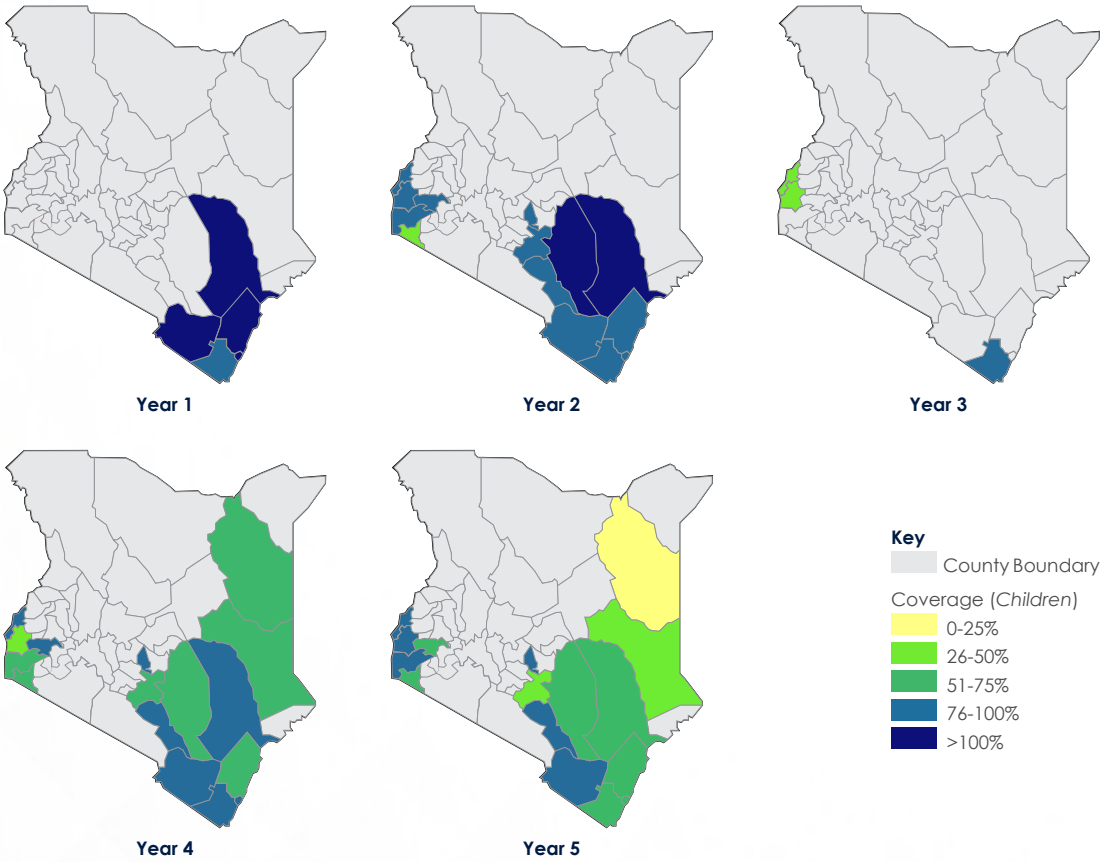 Year 1
Year 2
Year 3
Year 4
Year 5
Key
County Boundary
Coverage (Children)
0-25%
26-50%
51-75%
76-100%
>100%